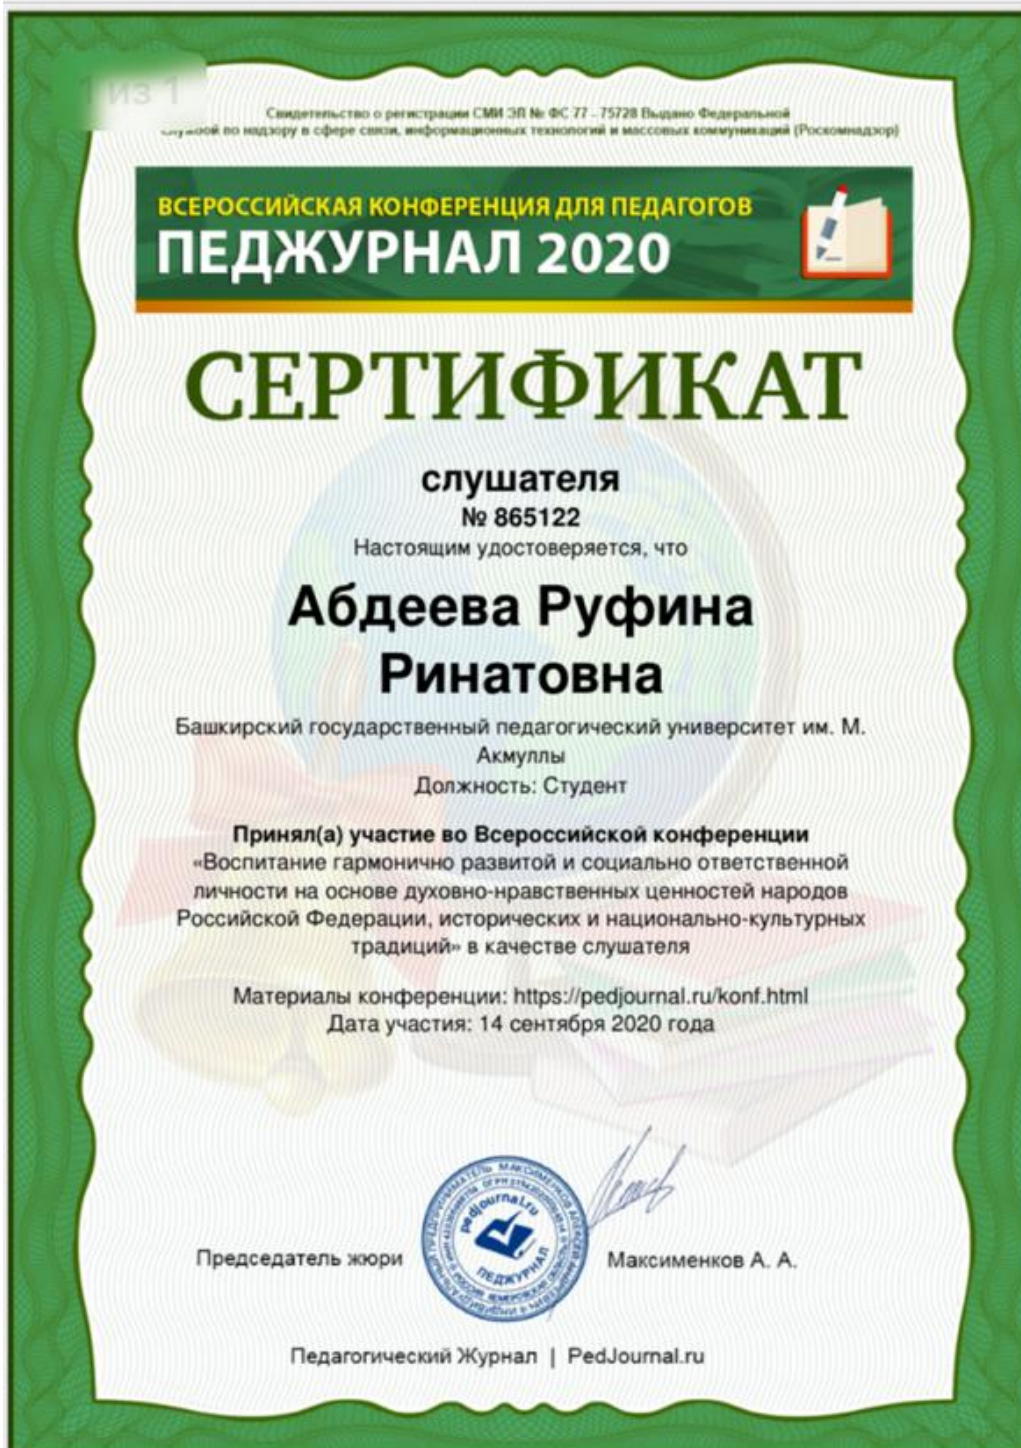 1 из 1
Свидетельство о регистрации СМИ ЭЛ № ФС 77 - 75728 Выдано Федеральной
службой по надзору в сфере связи, информационных технологий и массовых коммуникаций (Роскомнадзор)
ВСЕРОССИЙСКАЯ КОНФЕРЕНЦИЯ ДЛЯ ПЕДАГОГОВ
ПЕДЖУРНАЛ 2020
СЕРТИФИКАТ
слушателя
№ 865122
Настоящим удостоверяется, что
Абдеева Руфина
Ринатовна
Башкирский государственный педагогический университет им. М.
Акмуллы
Должность: Студент
Принял(а) участие во Всероссийской конференции
«Воспитание гармонично развитой и социально ответственной
личности на основе духовно-нравственных ценностей народов
Российской Федерации, исторических и национально-культурных
традиций» в качестве слушателя
Материалы конференции: https://pedjournal.ru/konf.html
Дата участия: 14 сентября 2020 года
pedjournal.ru
ПЕДЖУРНАЛ
Председатель жюри
Максименков А. А.
Педагогический Журнал | PedJournal.ru